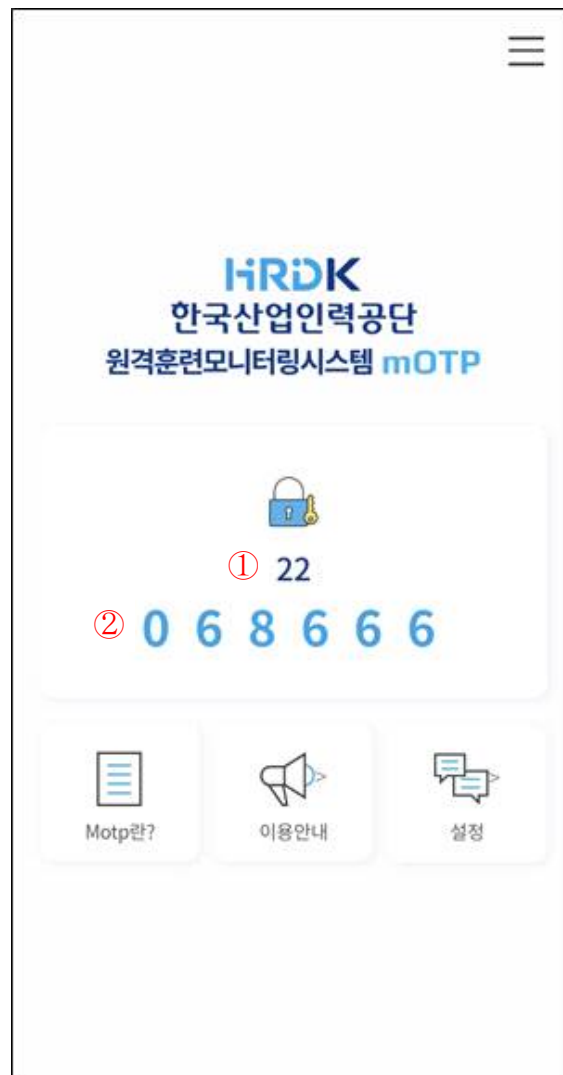 HRDK
한국산업인력공단
원격훈련모니터링시스템 mOTP
① 22
② 0 6 8 6 6 6
Motp란?
이용안내
설정